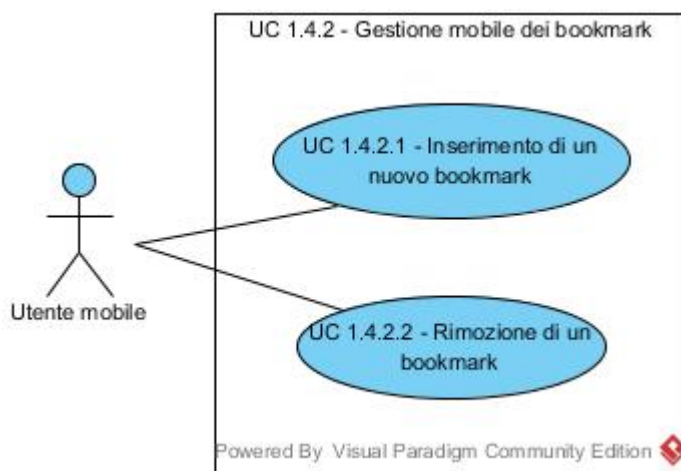 UC 1.4.2 - Gestione mobile dei bookmark
UC 1.4.2.1 - Inserimento di un
nuovo bookmark
Utente mobile
UC 1.4.2.2 - Rimozione di un
bookmark
Powered By Visual Paradigm Community Edition